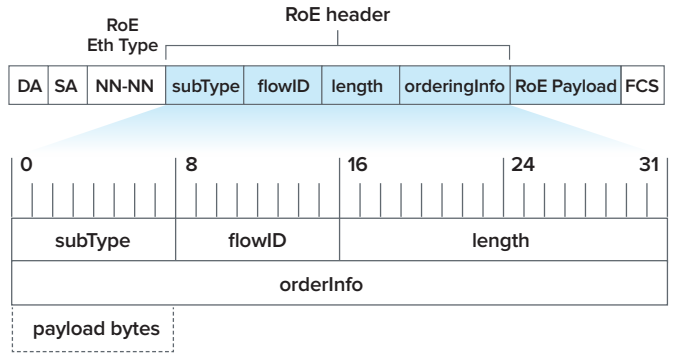 RoE header
RoE
Eth Type
DA SA NN-NN subType flowID length orderingInfo RoE Payload FCS
0 8 16 24 31
subType flowID length
orderInfo
payload bytes